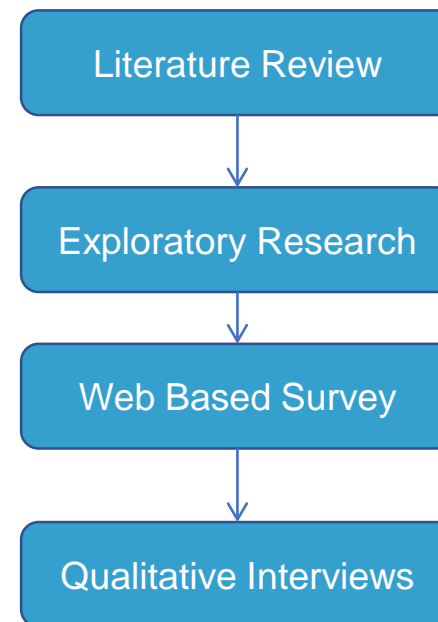 Literature Review
Exploratory Research
Web Based Survey
Qualitative Interviews